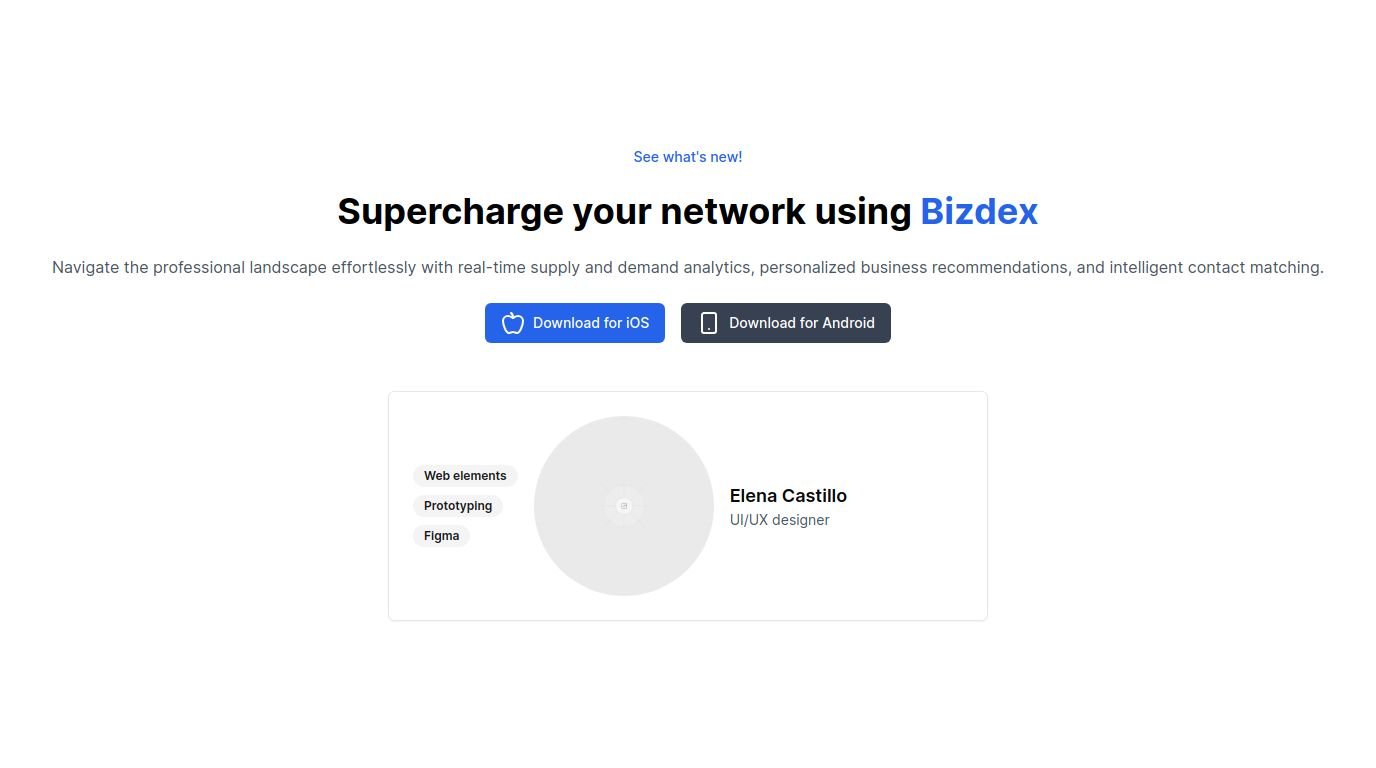 See what's new!
Supercharge your network using Bizdex
Navigate the professional landscape effortlessly with real-time supply and demand analytics, personalized business recommendations, and intelligent contact matching.
Download for iOS
Download for Android
Web elements
Prototyping
Figma
Elena Castillo
UI/UX designer